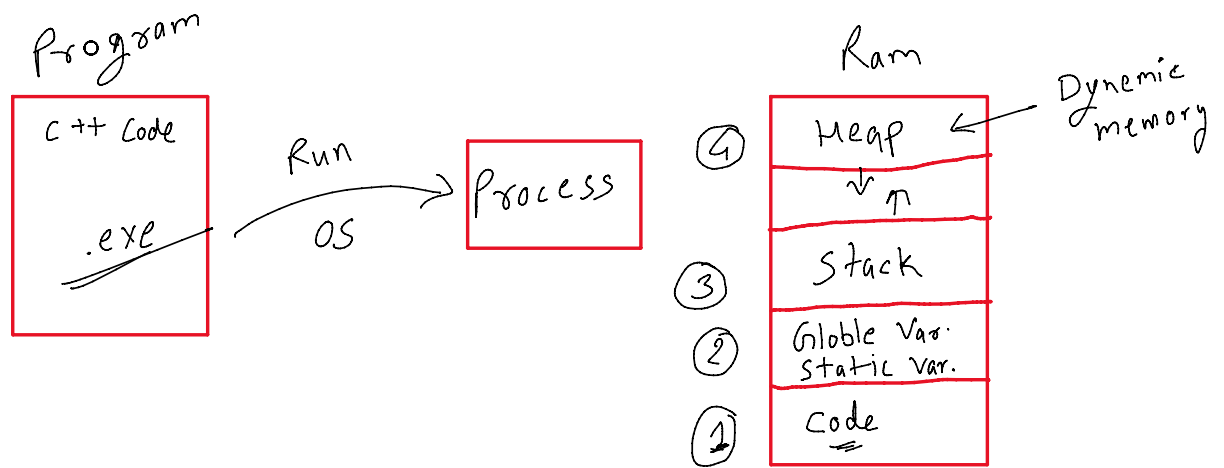 Program
C++ Code
.exe
Run
OS
Process
Ram
Dynemic
memory
4
Heap
3
Stack
2
Globle Var.
Static Var.
1
Code